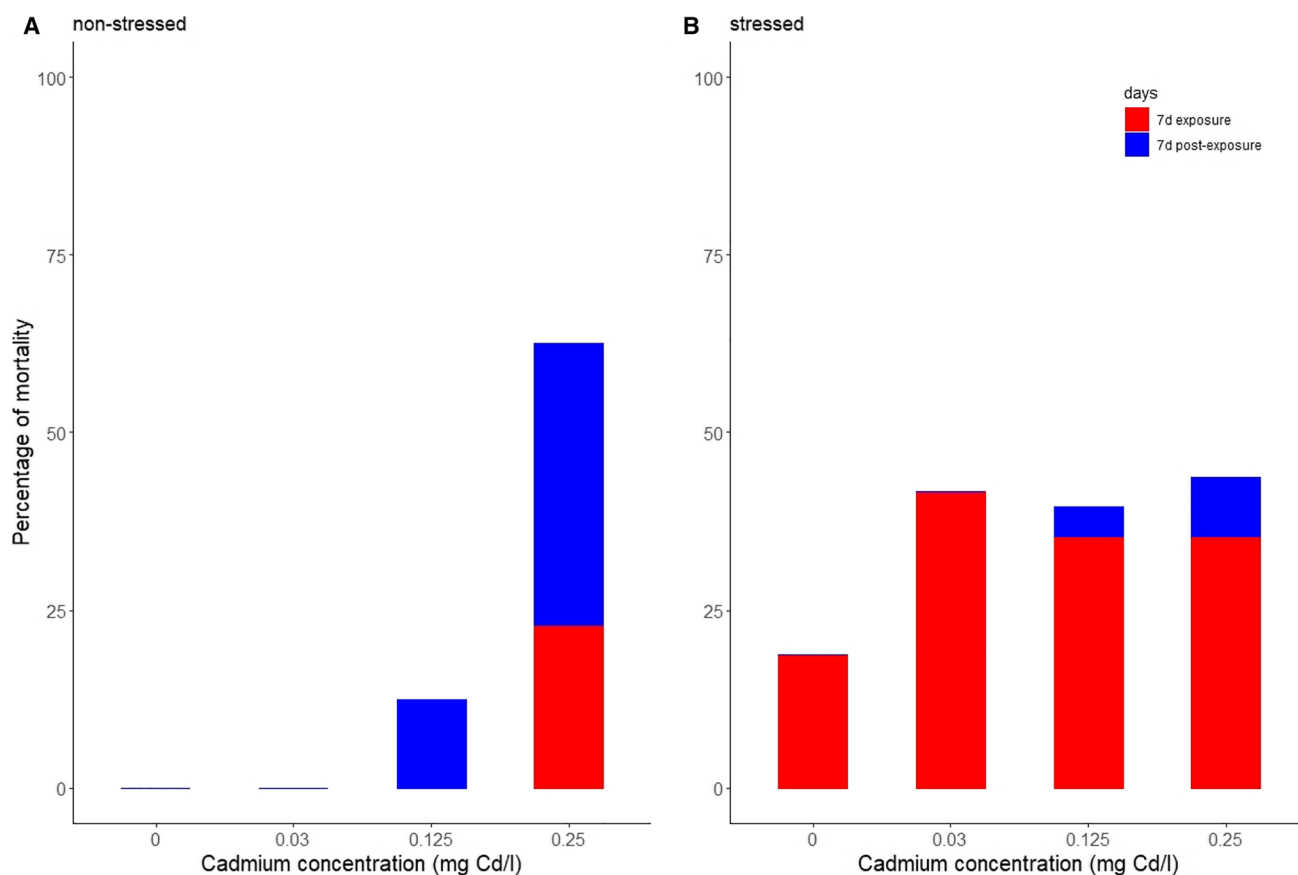 A non-stressed
100
75
50
25
0
Percentage of mortality
0 0.03 0.125 0.25
Cadmium concentration (mg Cd/l)
B stressed
100
75
50
25
0
days
7d exposure
7d post-exposure
0 0.03 0.125 0.25
Cadmium concentration (mg Cd/l)